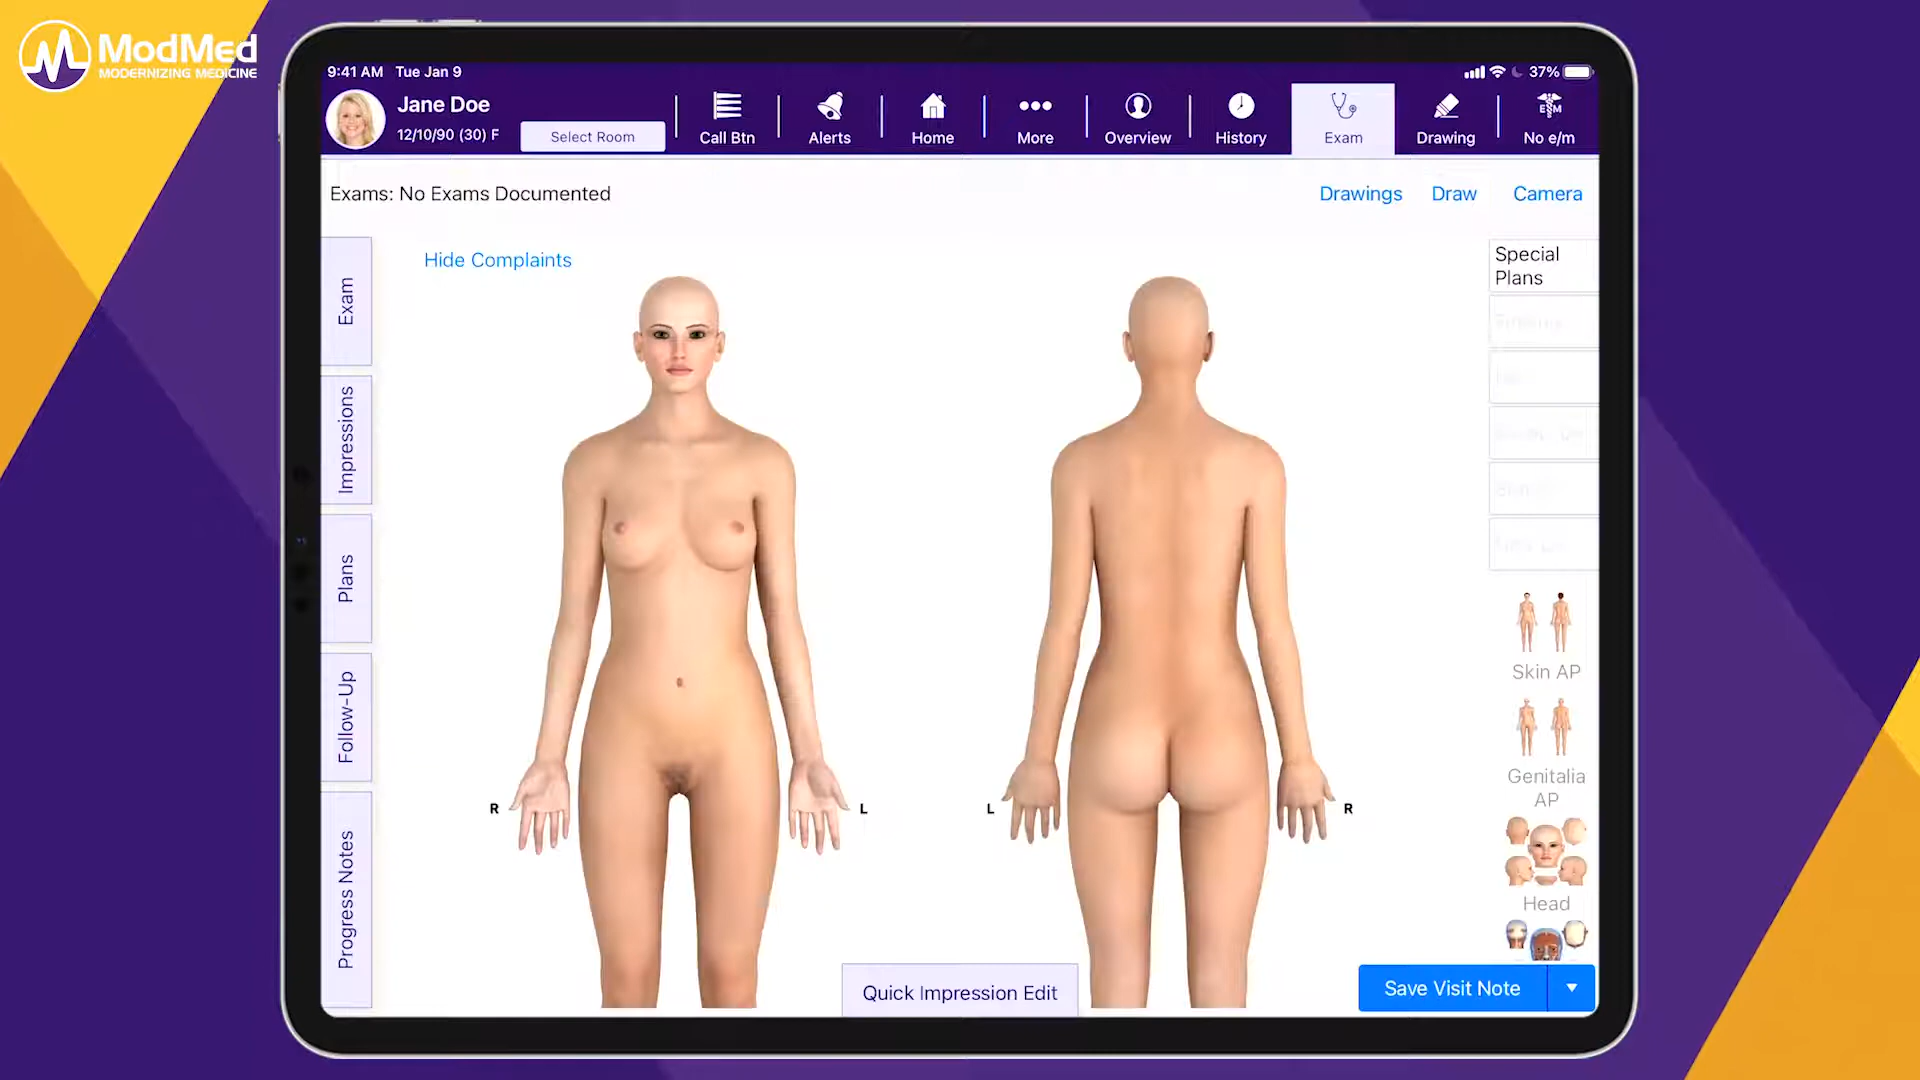 ModMed
MODERNIZING MEDICINE
9:41 AM Tue Jan 9
37%
Jane Doe
12/10/90 (30) F
Select Room
Call Btn
Alerts
Home
More
Overview
History
Exam
Drawing
E&M
No e/m
Exams: No Exams Documented
Drawings
Draw
Camera
Hide Complaints
Exam
Impressions
Plans
Follow-Up
Progress Notes
Special
Plans
R
L
L
R
Skin AP
Genitalia
AP
Head
Quick Impression Edit
Save Visit Note